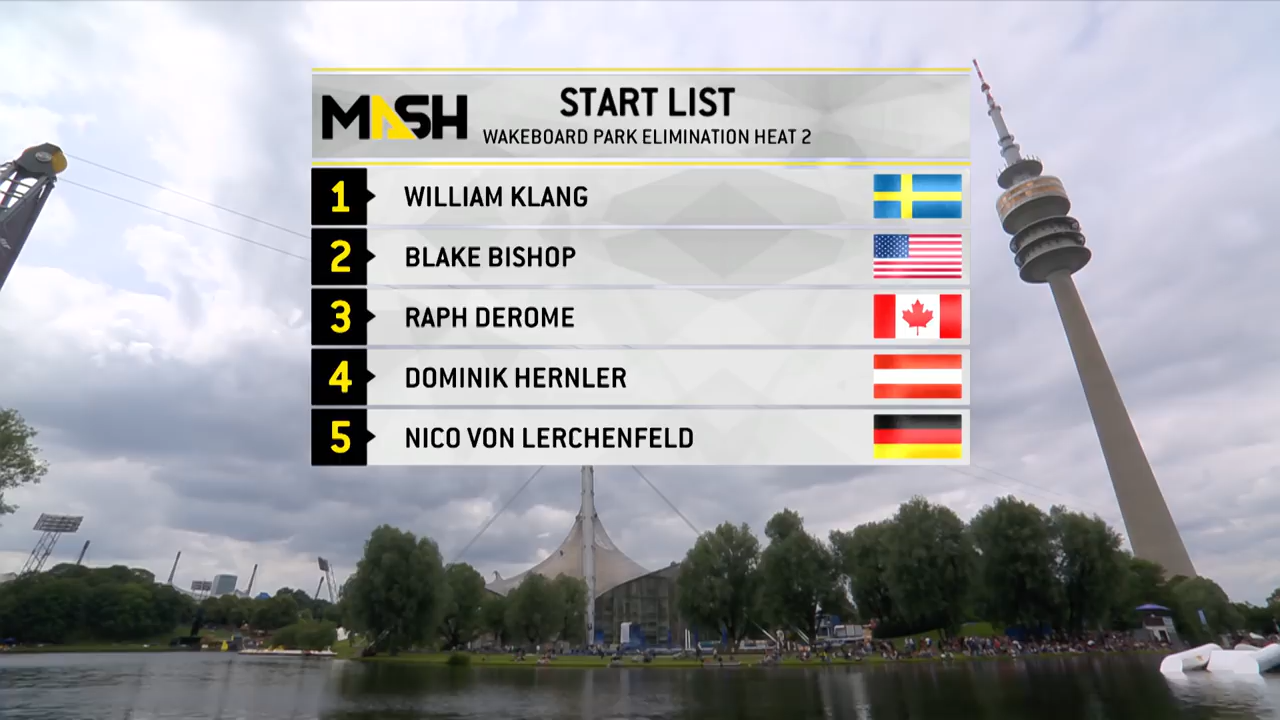 MASH
START LIST
WAKEBOARD PARK ELIMINATION HEAT 2
1 WILLIAM KLANG
2 BLAKE BISHOP
3 RAPH DEROME
4 DOMINIK HERNLER
5 NICO VON LERCHENFELD